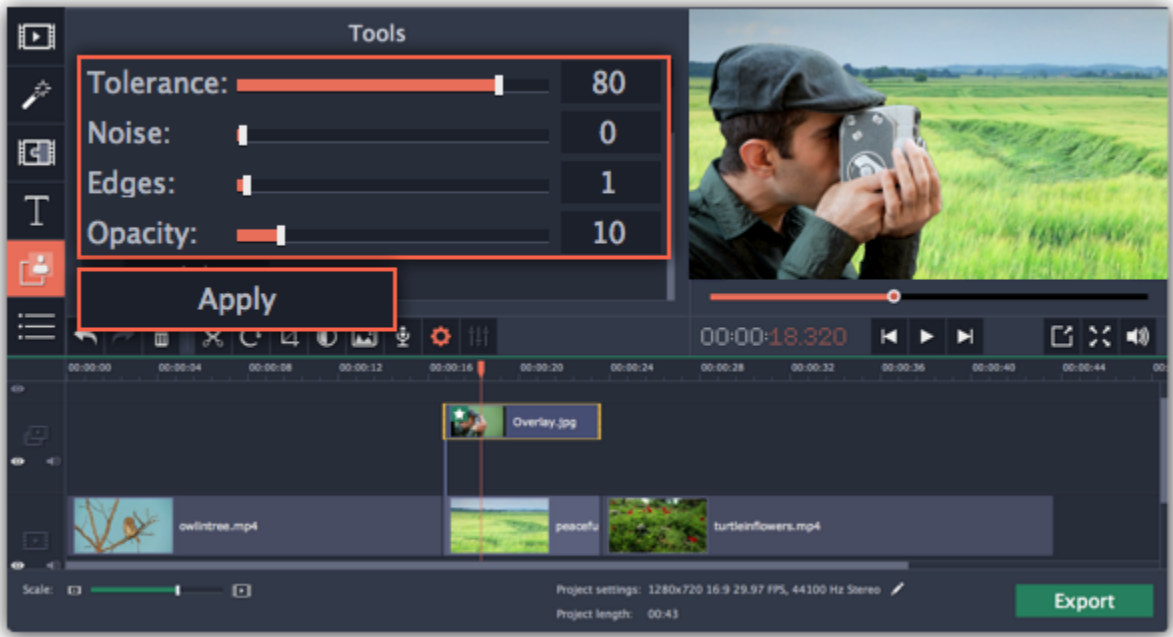 Tools
Tolerance: 80
Noise: 0
Edges: 1
Opacity: 10
Apply
T
00:00:18.320
00:00:00 00:00:04 00:00:08 00:00:12 00:00:16 00:00:20 00:00:24 00:00:28 00:00:32 00:00:36 00:00:40 00:00:44 00:
Overlay.jpg
owlintree.mp4 peacefu turtleinflowers.mp4
Scale:
Project settings: 1280x720 16:9 29.97 FPS, 44100 Hz Stereo
Project length: 00:43
Export